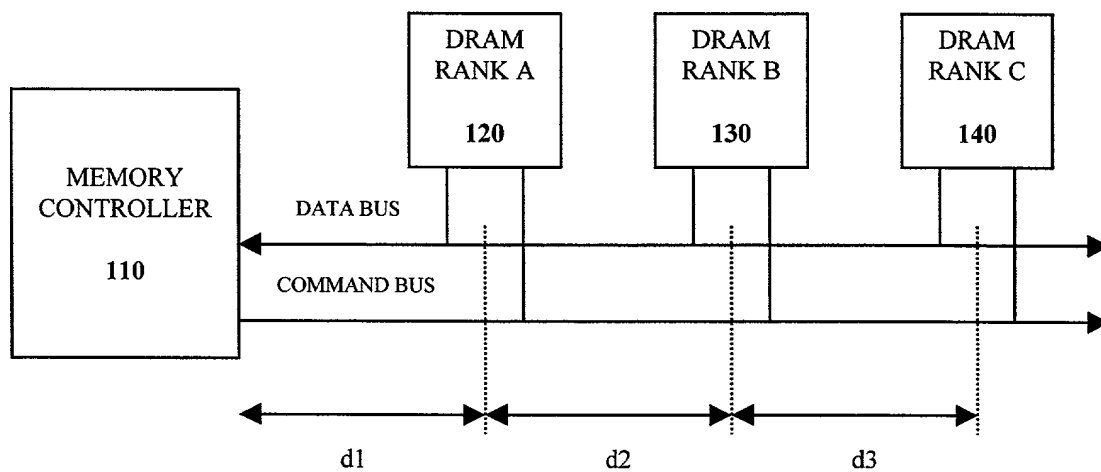 DRAM
RANK A
120
DRAM
RANK B
130
DRAM
RANK C
140
MEMORY
CONTROLLER
110
DATA BUS
COMMAND BUS
d1
d2
d3